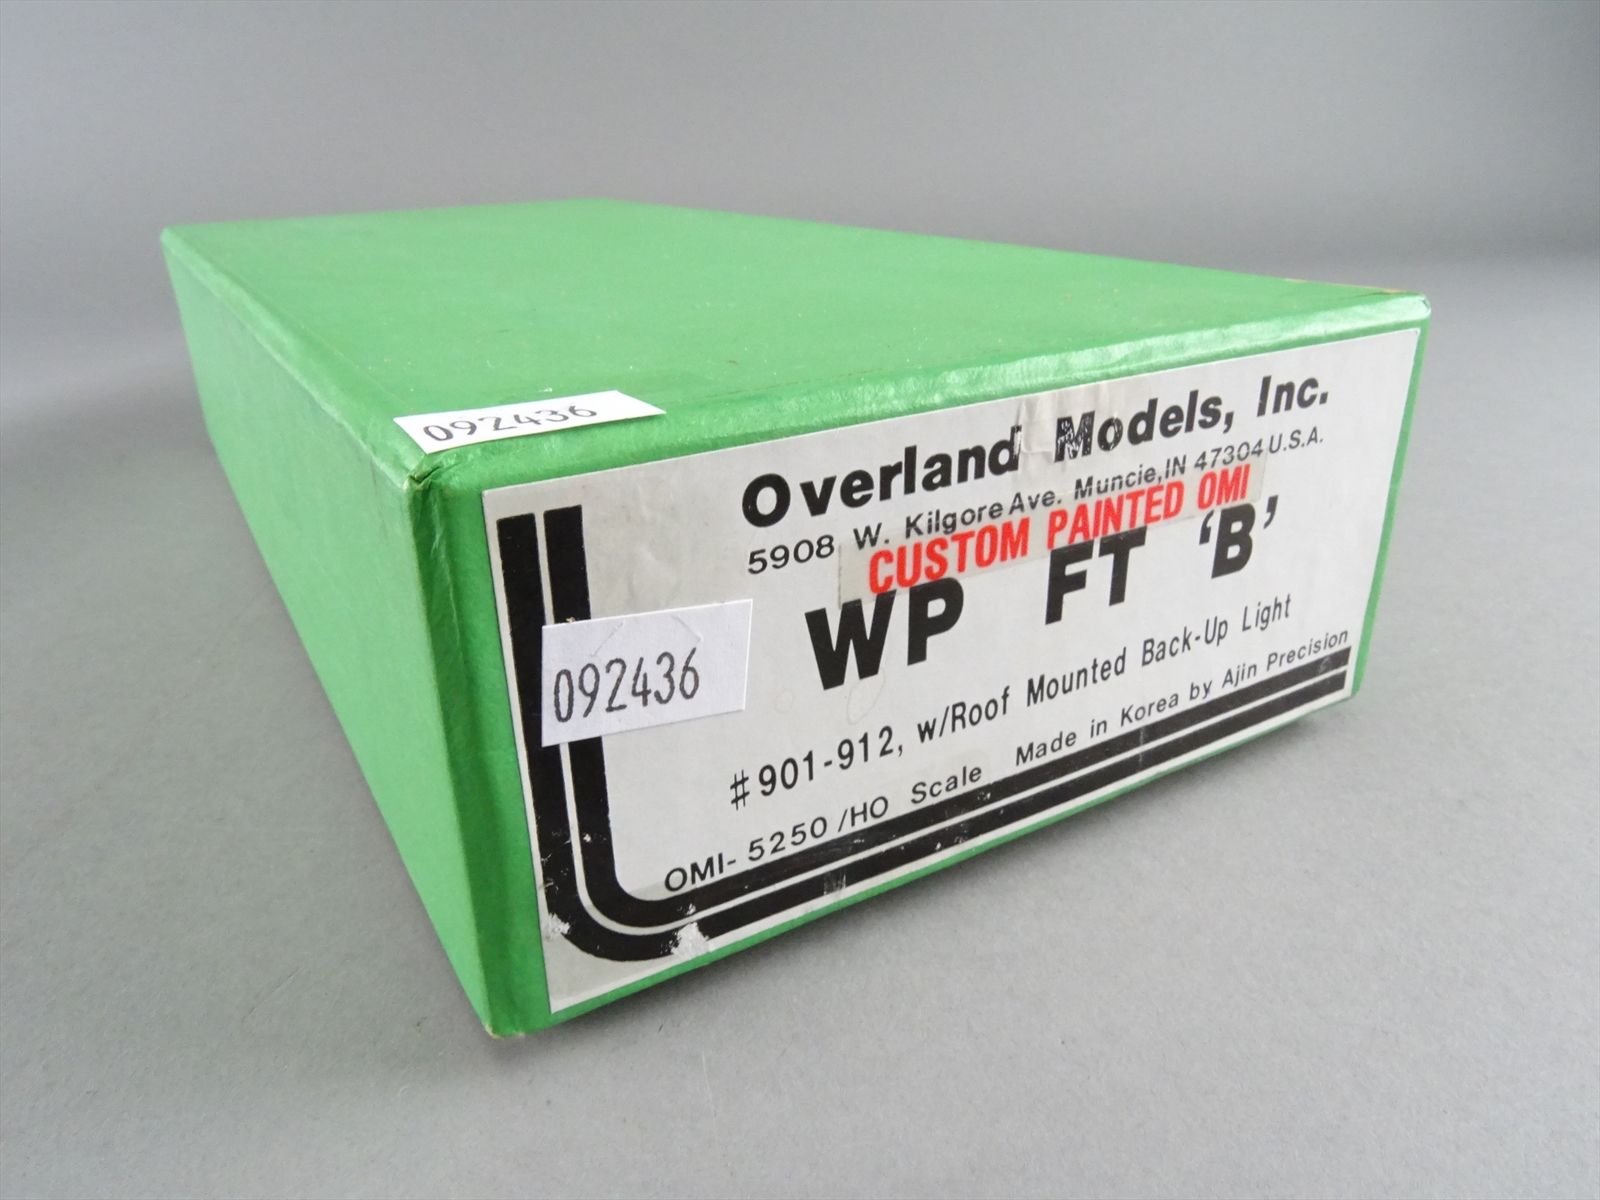 092436
Overland Models, Inc.
5908 W. Kilgore Ave. Muncie, IN 47304 U.S.A.
CUSTOM PAINTED OMI
WP FT 'B'
092436
#901-912, w/Roof Mounted Back-Up Light
OMI- 5250 /HO Scale Made in Korea by Ajin Precision